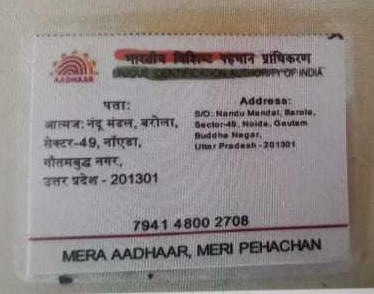 भारतीय विशिष्ट पहचान प्राधिकरण
UNIQUE IDENTIFICATION AUTHORITY OF INDIA
AADHAAR
पता:
आत्मज: नंदू मंडल, बरोला,
सेक्टर-49, नॉएडा,
गौतमबुद्ध नगर,
उत्तर प्रदेश - 201301
Address:
S/O: Nandu Mandal, Barola,
Sector-49, Noida, Gautam
Buddha Nagar,
Uttar Pradesh - 201301
7941 4800 2708
MERA AADHAAR, MERI PEHACHAN